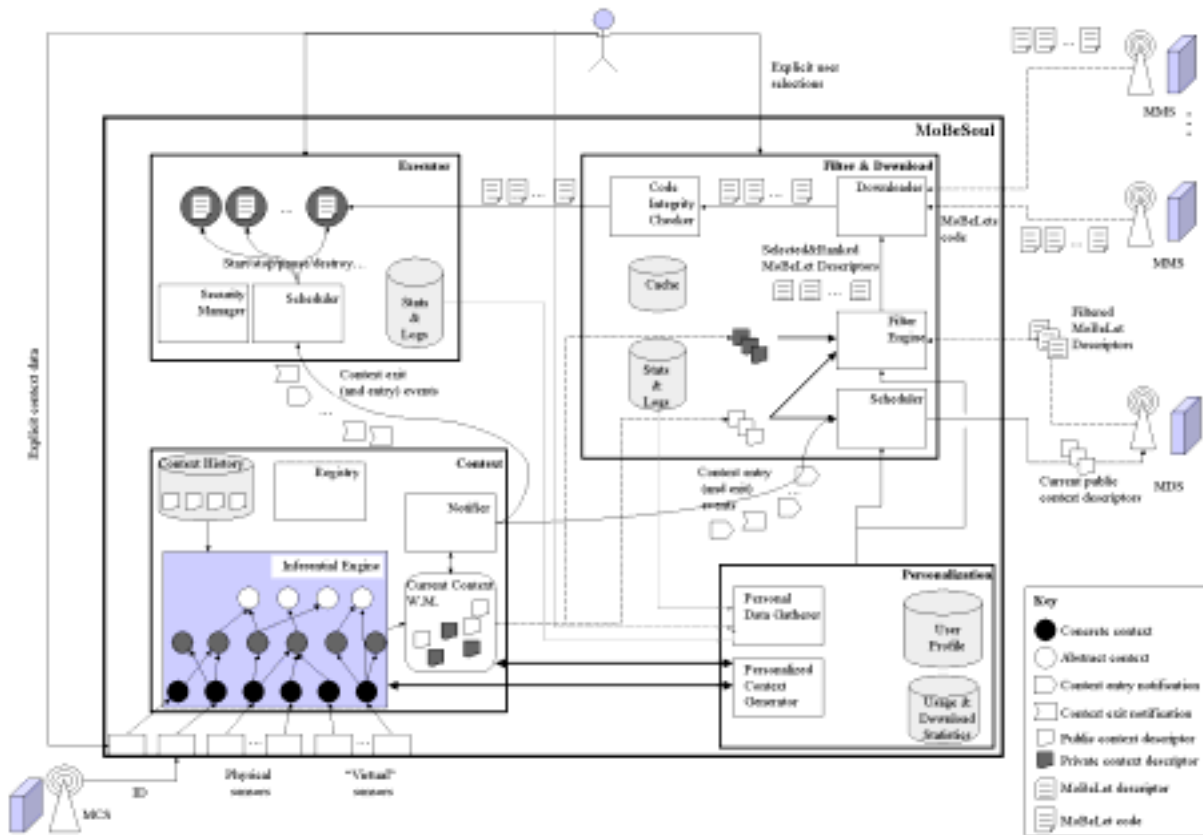 Explicit user
selections
MMS
MoBeSoul
Executor
Filter & Download
Code
Integrity
Checker
Downloader
MoBeLets
code
MMS
Start/stop/pause/destroy...
Selected&Ranked
MoBeLet Descriptors
Security
Manager
Scheduler
Stats
&
Logs
Cache
Filter
Engine
Filtered
MoBeLet
Descriptors
Explicit context data
Context exit
(and entry) events
Stats
&
Logs
Scheduler
Context History
Registry
Context
Notifier
Context entry
(and exit)
events
Current public
context descriptors
MDS
Inferential Engine
Current Context
W.M.
Personalization
Personal
Data Gatherer
User
Profile
Personalized
Context
Generator
Usage &
Download
Statistics
Key
Concrete context
Abstract context
Context entry notification
Context exit notification
Public context descriptor
Private context descriptor
MoBeLet descriptor
MoBeLet code
MCS
ID
Physical
sensors
"Virtual"
sensors